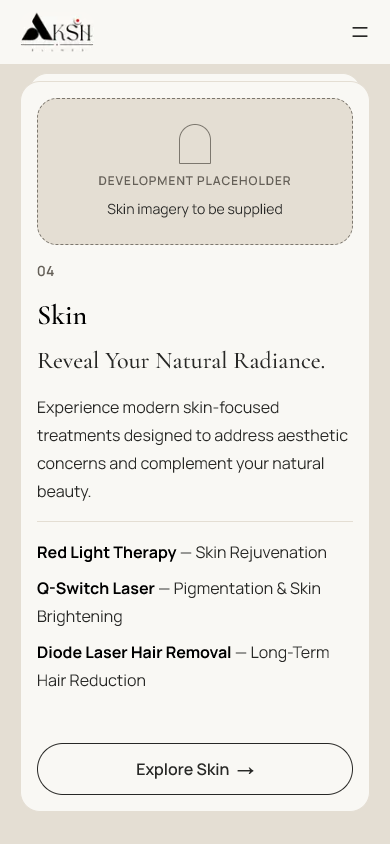 AKSH
DEVELOPMENT PLACEHOLDER
Skin imagery to be supplied
04
Skin
Reveal Your Natural Radiance.
Experience modern skin-focused
treatments designed to address aesthetic
concerns and complement your natural
beauty.
Red Light Therapy — Skin Rejuvenation
Q-Switch Laser — Pigmentation & Skin
Brightening
Diode Laser Hair Removal — Long-Term
Hair Reduction
Explore Skin →